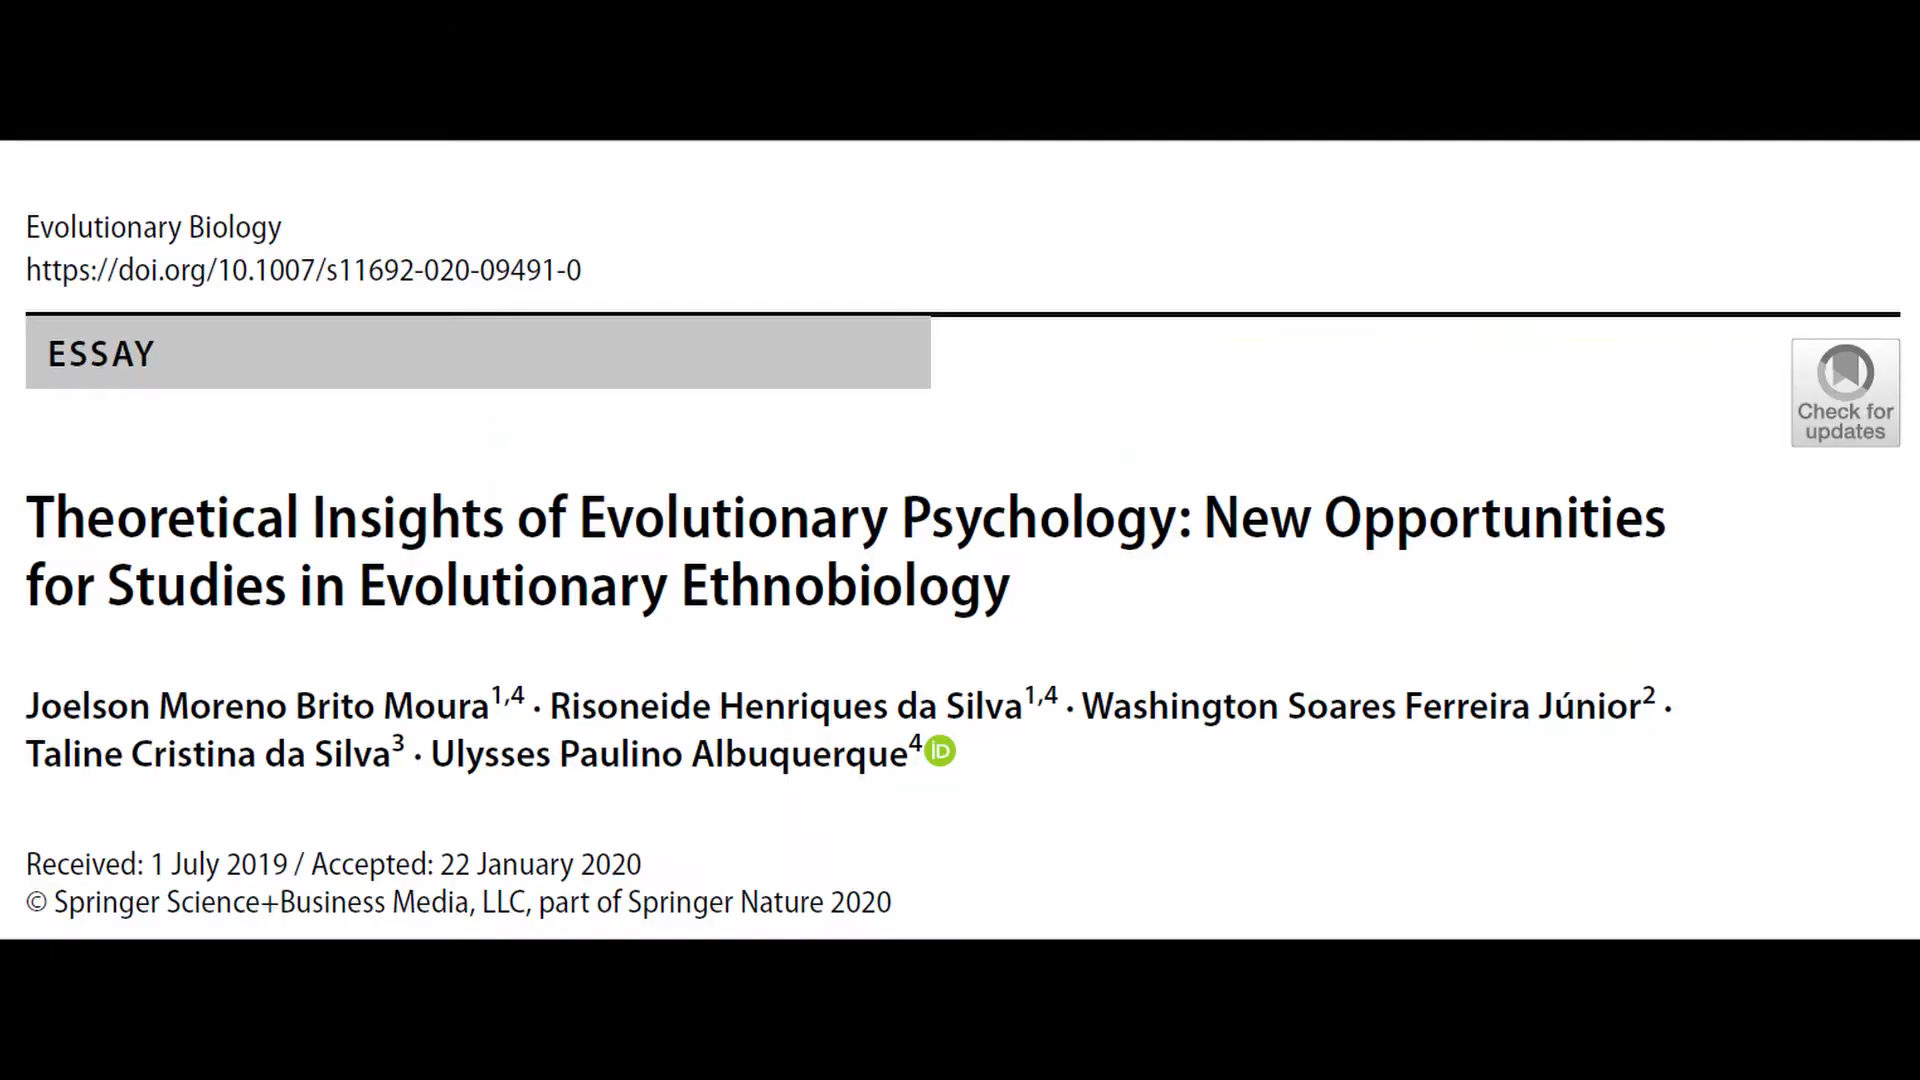 Evolutionary Biology
https://doi.org/10.1007/s11692-020-09491-0
ESSAY
Check for
updates
Theoretical Insights of Evolutionary Psychology: New Opportunities
for Studies in Evolutionary Ethnobiology
Joelson Moreno Brito Moura1,4 · Risoneide Henriques da Silva1,4 · Washington Soares Ferreira Júnior2 ·
Taline Cristina da Silva3 · Ulysses Paulino Albuquerque4 iD
Received: 1 July 2019 / Accepted: 22 January 2020
© Springer Science+Business Media, LLC, part of Springer Nature 2020